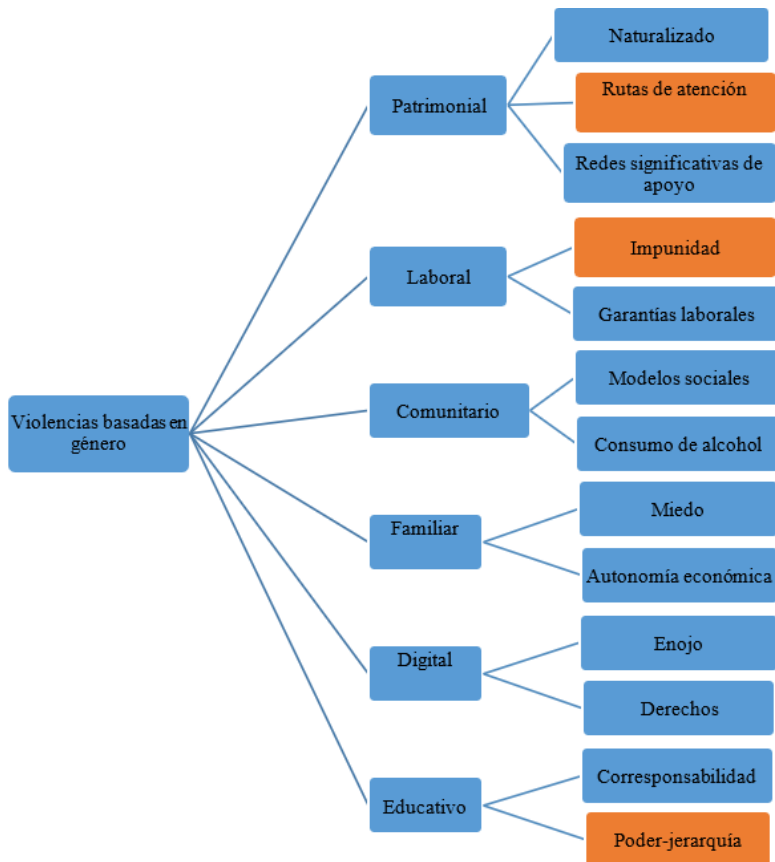 Violencias basadas en
género
Patrimonial
Naturalizado
Rutas de atención
Redes significativas de
apoyo
Laboral
Impunidad
Garantías laborales
Comunitario
Modelos sociales
Consumo de alcohol
Familiar
Miedo
Autonomía económica
Digital
Enojo
Derechos
Educativo
Corresponsabilidad
Poder-jerarquía